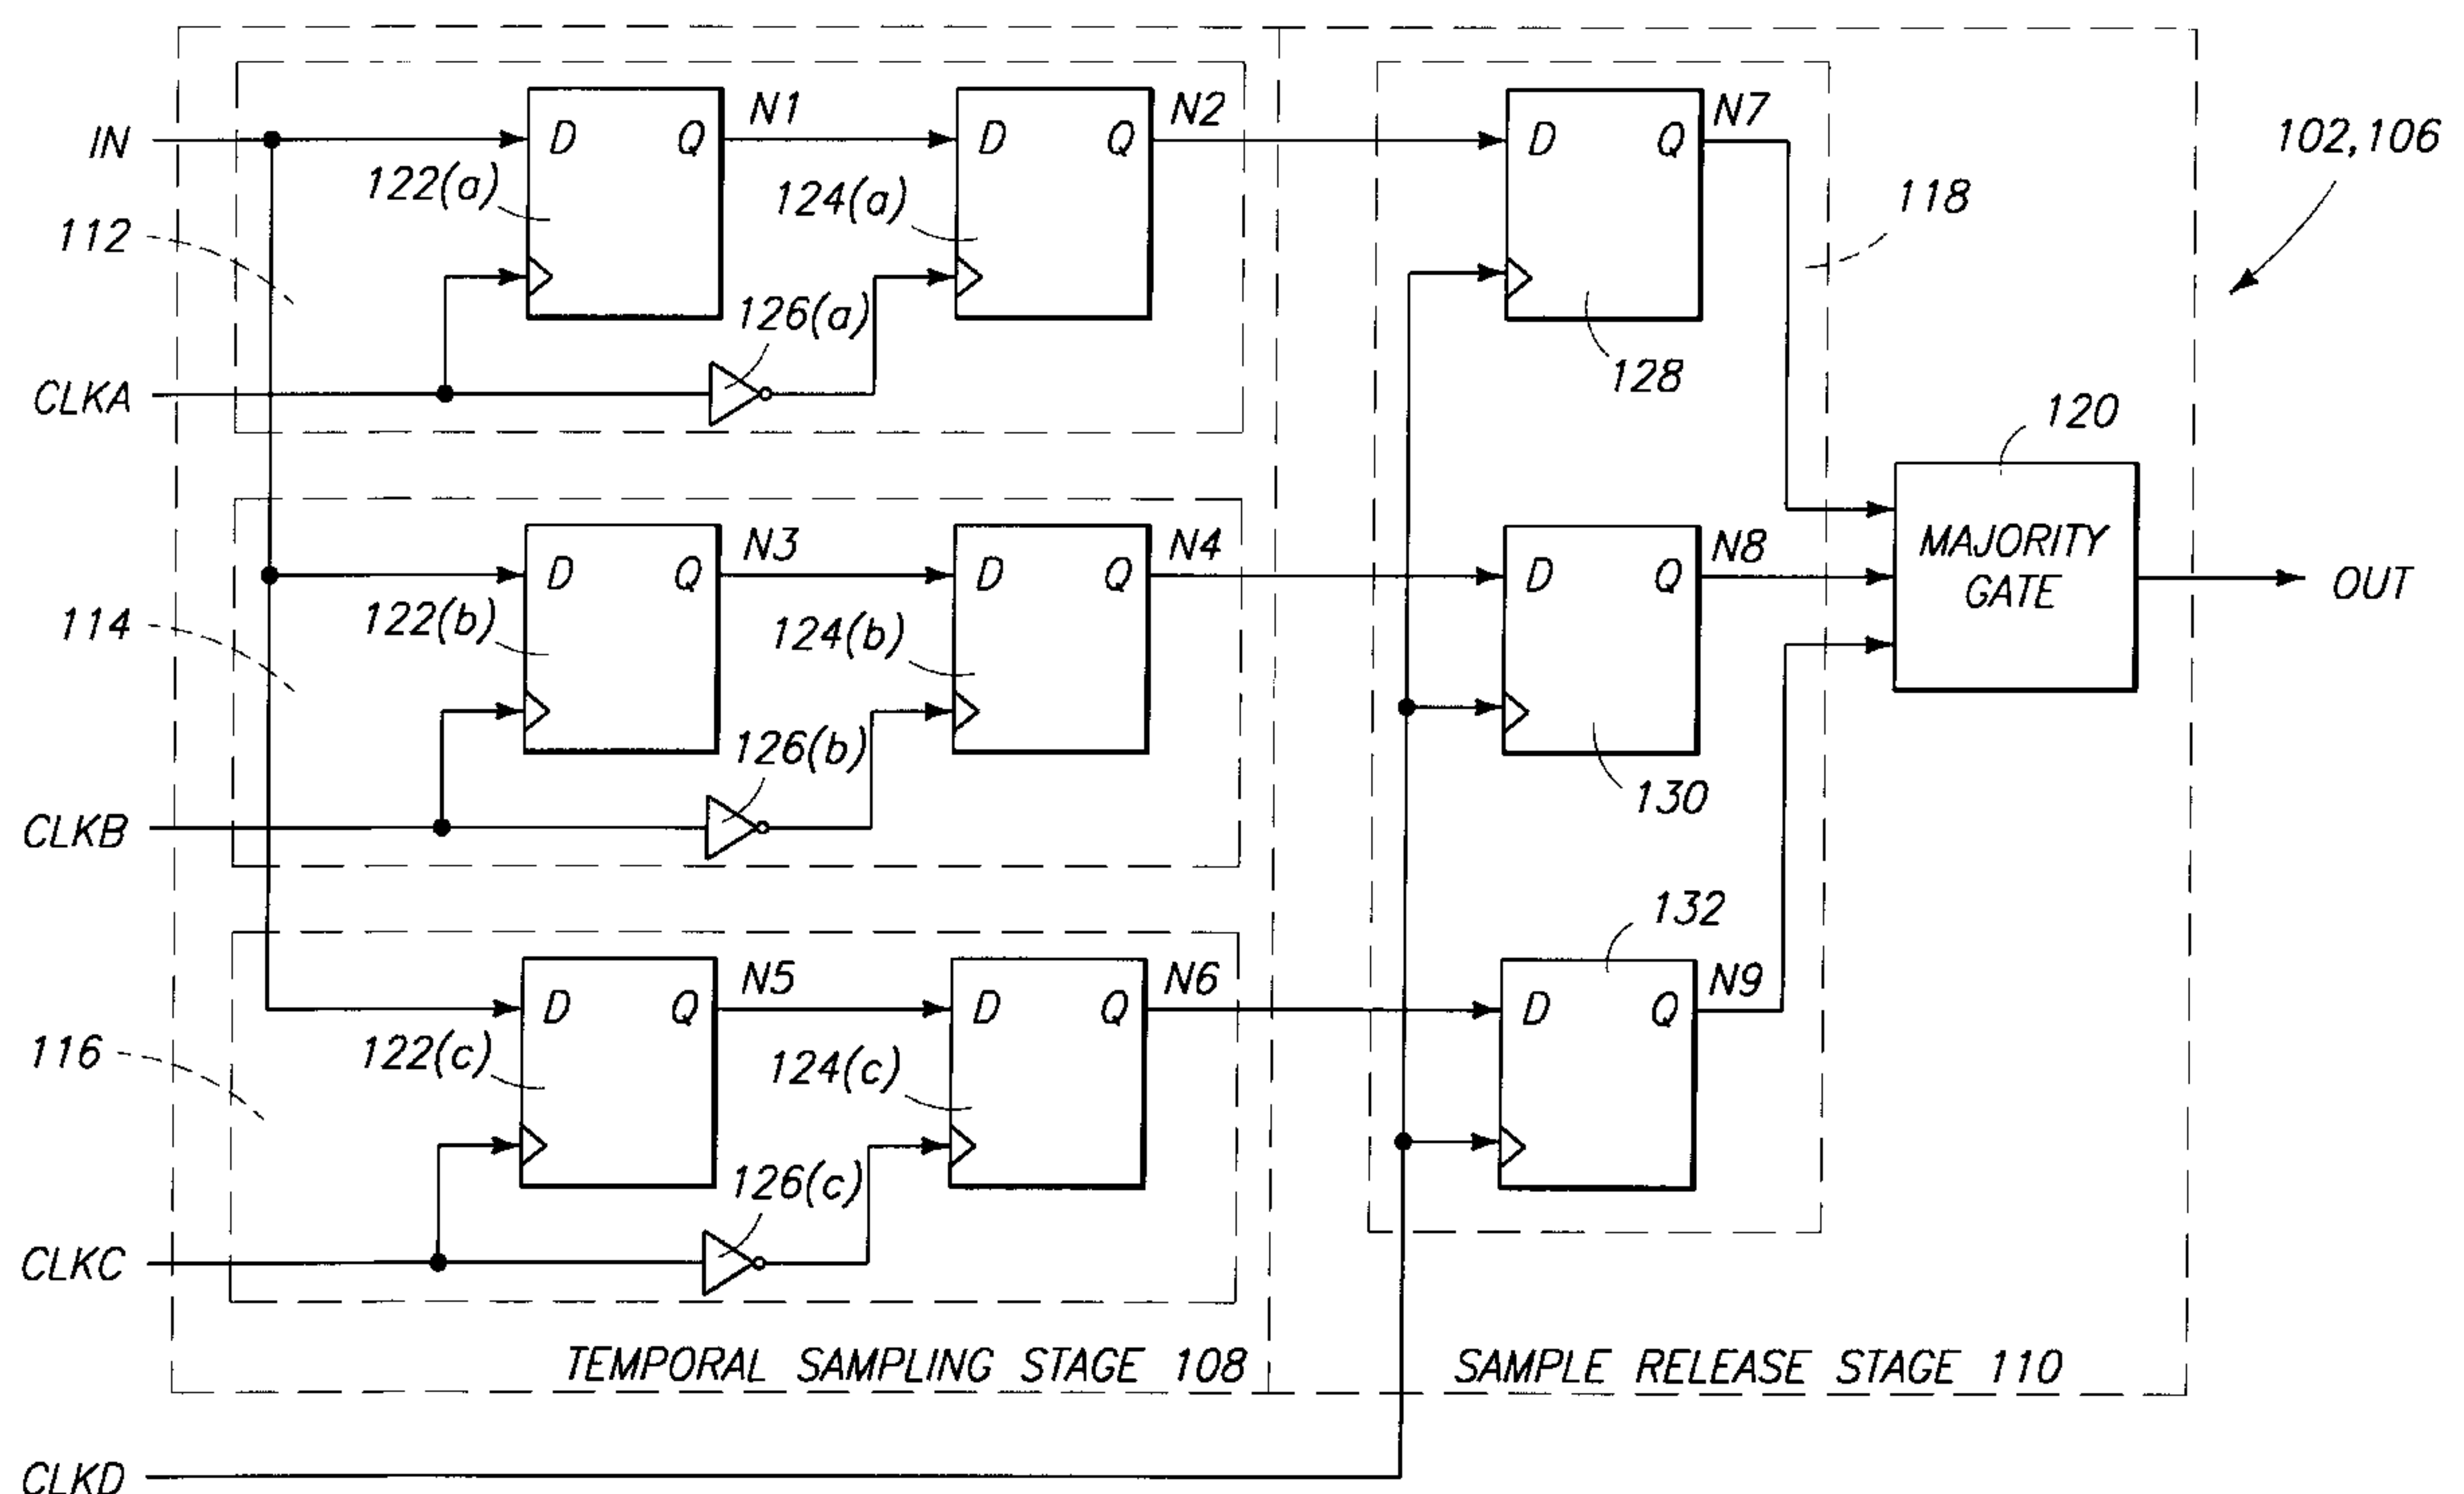 IN
112
CLKA
122(a)
D Q
N1
124(a)
D Q
N2
126(a)
D Q
N7
128
118
102,106
114
CLKB
122(b)
D Q
N3
124(b)
D Q
N4
126(b)
D Q
N8
130
120
MAJORITY
GATE
OUT
116
CLKC
122(c)
D Q
N5
124(c)
D Q
N6
126(c)
132
D Q
N9
TEMPORAL SAMPLING STAGE 108
SAMPLE RELEASE STAGE 110
CLKD